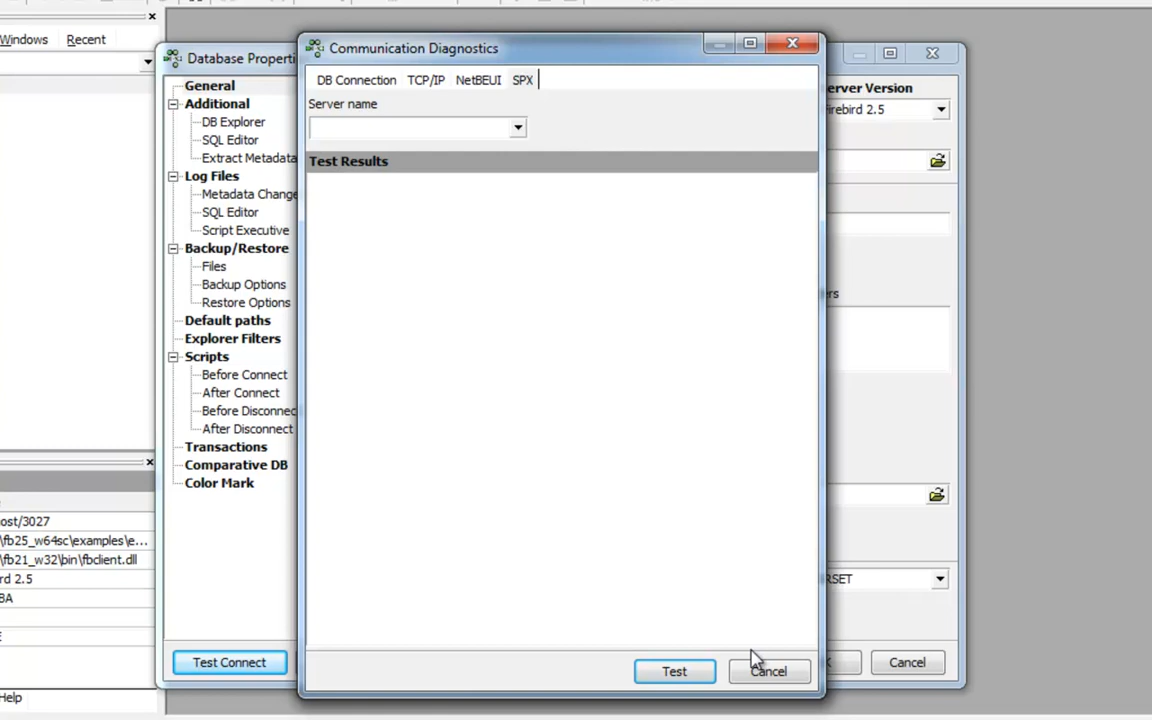 Windows Recent
Database Properti
General
Additional
DB Explorer
SQL Editor
Extract Metadata
Log Files
Metadata Change
SQL Editor
Script Executive
Backup/Restore
Files
Backup Options
Restore Options
Default paths
Explorer Filters
Scripts
Before Connect
After Connect
Before Disconnec
After Disconnect
Transactions
Comparative DB
Color Mark
Test Connect
Communication Diagnostics
DB Connection TCP/IP NetBEUI SPX
Server name
Test Results
Test Cancel
erver Version
irebird 2.5
ers
RSET
K Cancel
ost/3027
\fb25_w64sc\examples\e...
\fb21_w32\bin\fbclient.dll
rd 2.5
BA
E
Help